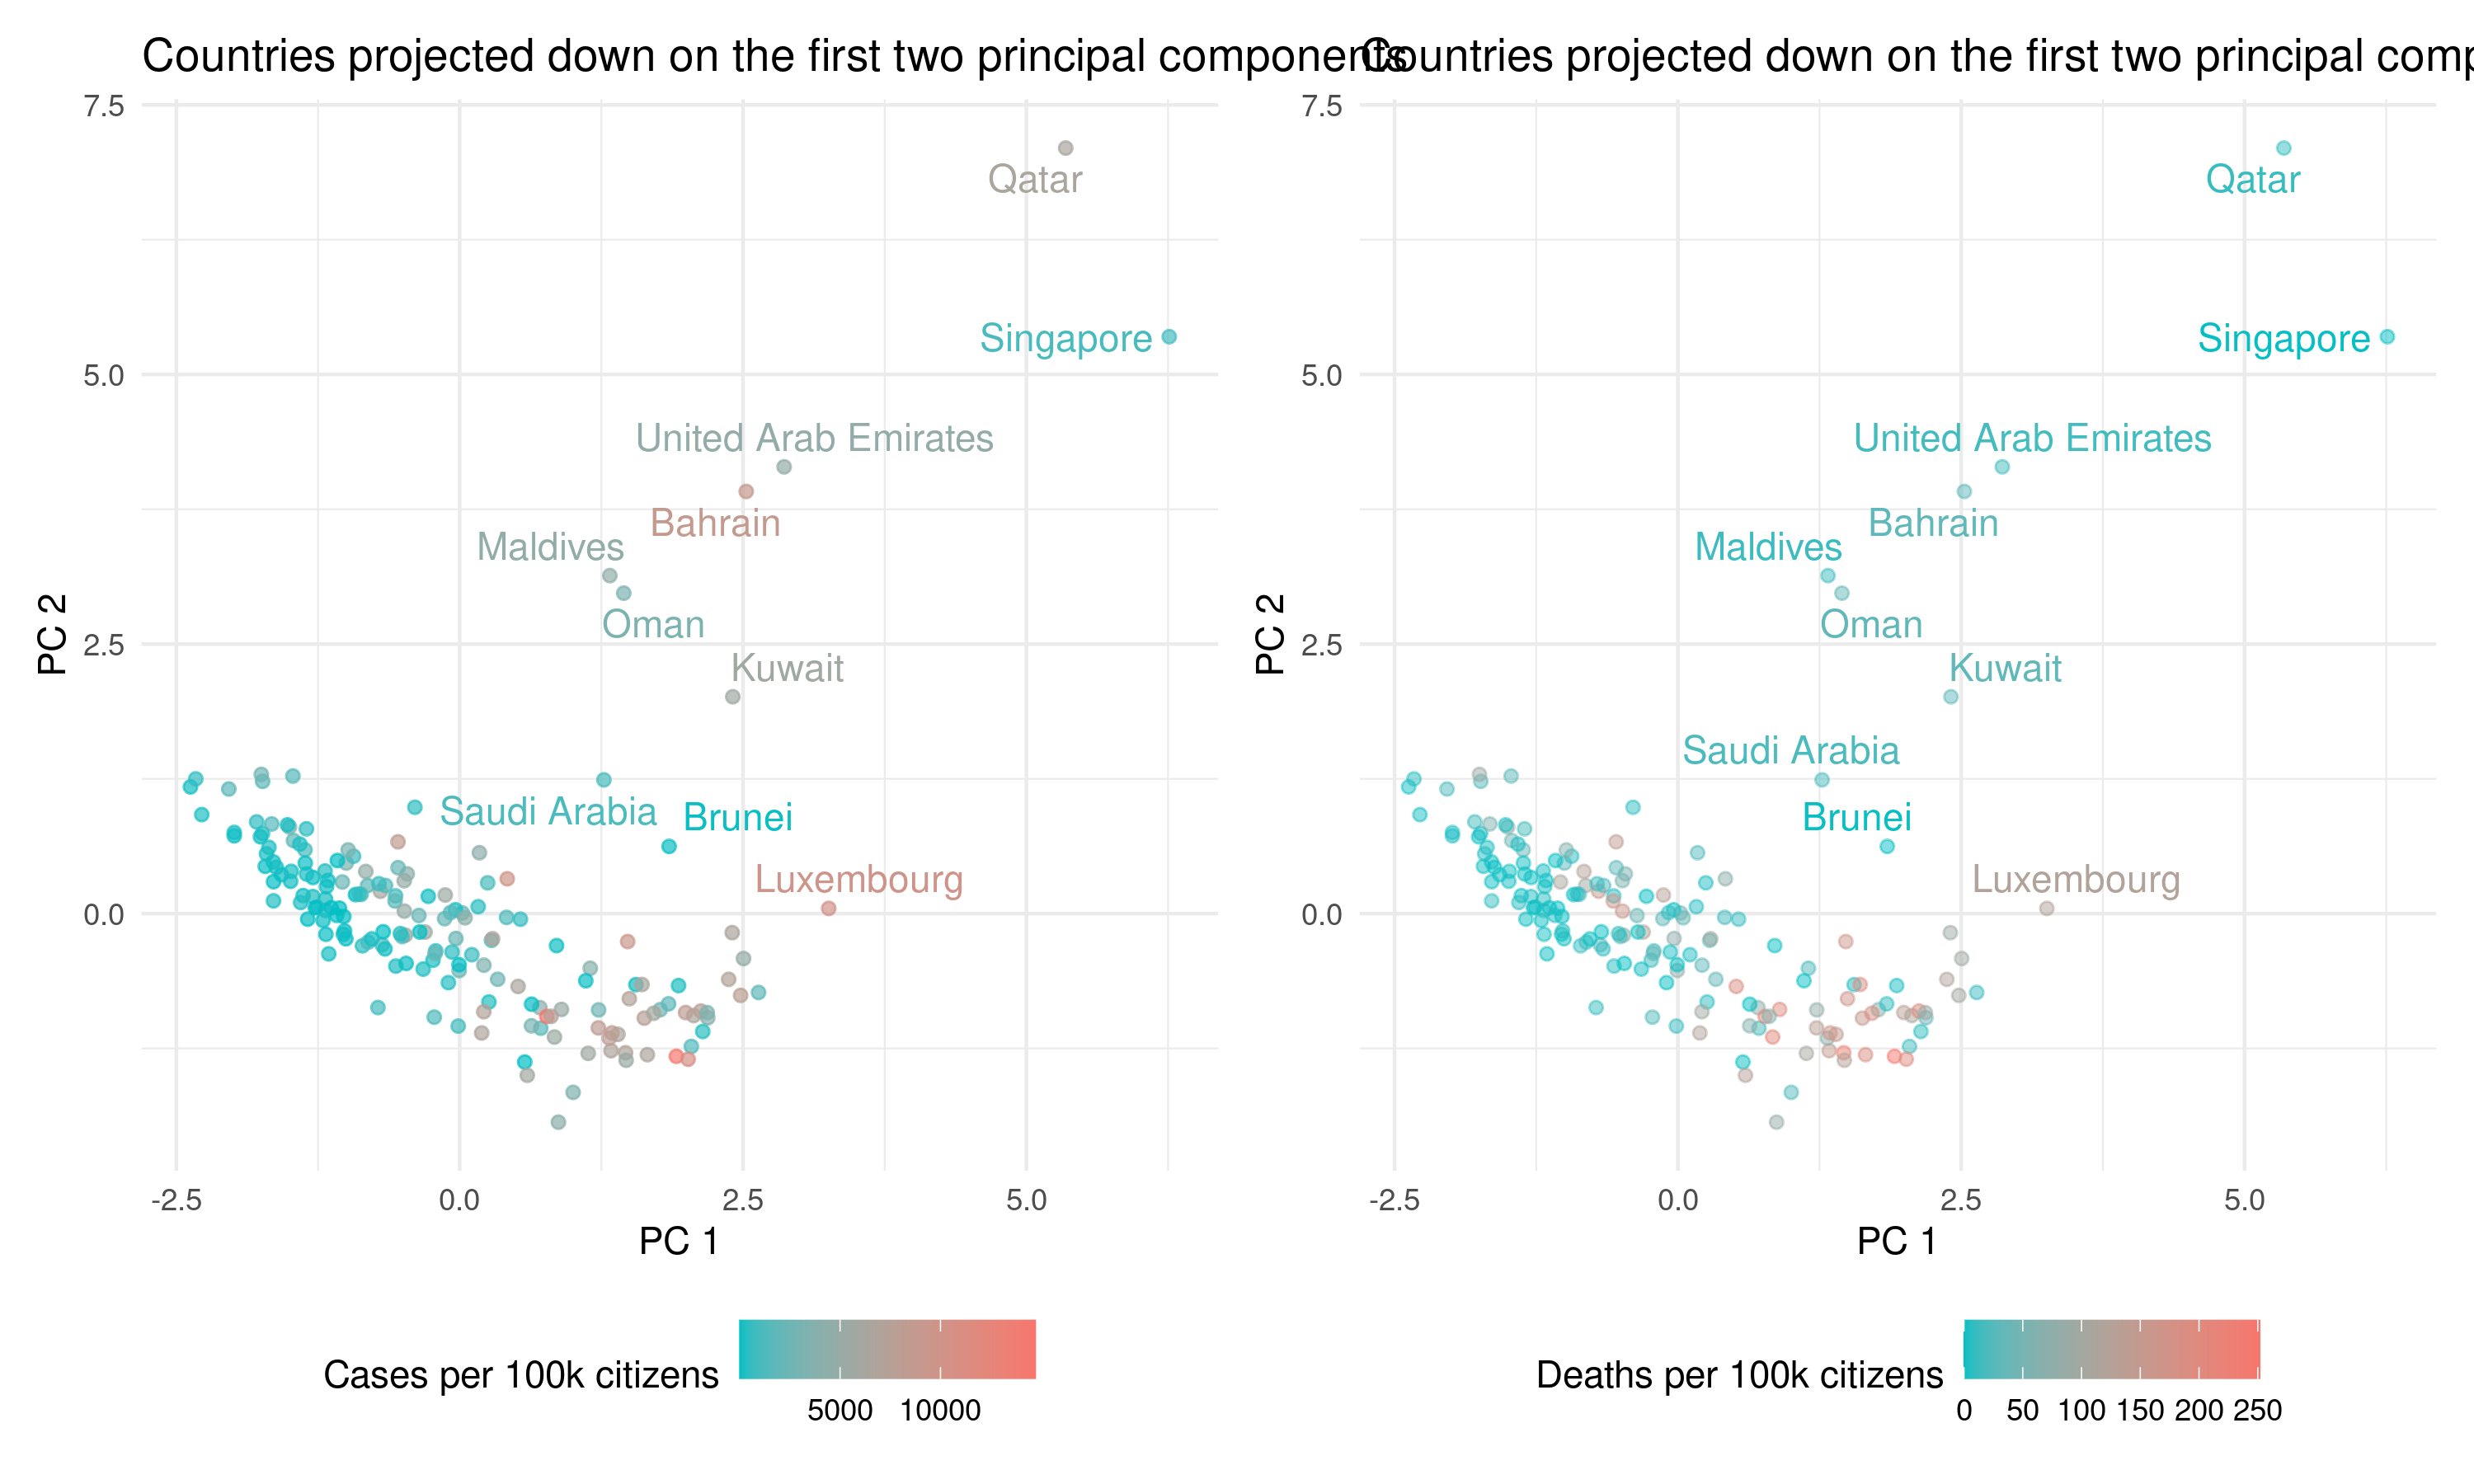 Countries projected down on the first two principal components
7.5
5.0
2.5
0.0
PC 2
Qatar
Singapore
United Arab Emirates
Bahrain
Maldives
Oman
Kuwait
Saudi Arabia
Brunei
Luxembourg
-2.5
0.0
2.5
5.0
PC 1
Cases per 100k citizens
5000
10000
Countries projected down on the first two principal comp
7.5
5.0
2.5
0.0
PC 2
Qatar
Singapore
United Arab Emirates
Bahrain
Maldives
Oman
Kuwait
Saudi Arabia
Brunei
Luxembourg
-2.5
0.0
2.5
5.0
PC 1
Deaths per 100k citizens
0
50
100
150
200
250